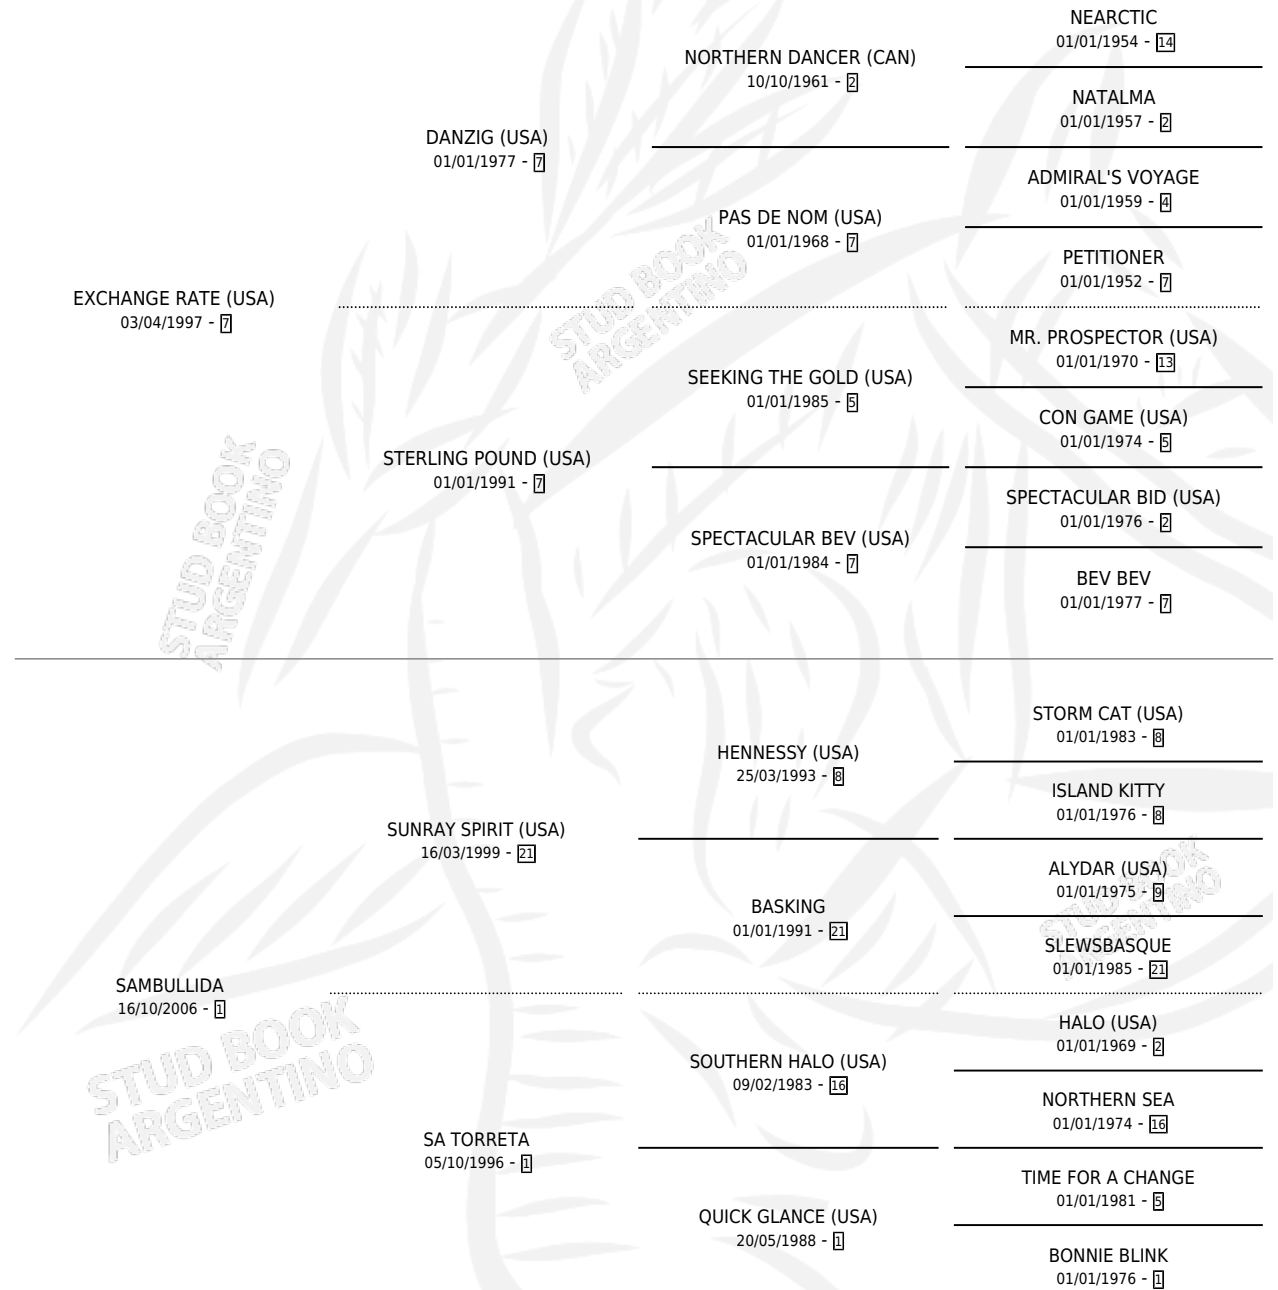 NEARCTIC
01/01/1954 - 14
NORTHERN DANCER (CAN)
10/10/1961 - 2
NATALMA
01/01/1957 - 2
DANZIG (USA)
01/01/1977 - 7
ADMIRAL'S VOYAGE
01/01/1959 - 4
PAS DE NOM (USA)
01/01/1968 - 7
PETITIONER
01/01/1952 - 7
EXCHANGE RATE (USA)
03/04/1997 - 7
STUD BOOK
ARGENTINO
MR. PROSPECTOR (USA)
01/01/1970 - 13
SEEKING THE GOLD (USA)
01/01/1985 - 5
CON GAME (USA)
01/01/1974 - 5
STERLING POUND (USA)
01/01/1991 - 7
SPECTACULAR BID (USA)
01/01/1976 - 2
SPECTACULAR BEV (USA)
01/01/1984 - 7
BEV BEV
01/01/1977 - 7
STUD BOOK
ARGENTINO
STORM CAT (USA)
01/01/1983 - 8
HENNESSY (USA)
25/03/1993 - 8
ISLAND KITTY
01/01/1976 - 8
SUNRAY SPIRIT (USA)
16/03/1999 - 21
ALYDAR (USA)
01/01/1975 - 9
BASKING
01/01/1991 - 21
SLEWSBASQUE
01/01/1985 - 21
STUD BOOK
ARGENTINO
SAMBULLIDA
16/10/2006 - 1
STUD BOOK
ARGENTINO
HALO (USA)
01/01/1969 - 2
SOUTHERN HALO (USA)
09/02/1983 - 16
NORTHERN SEA
01/01/1974 - 16
SA TORRETA
05/10/1996 - 1
TIME FOR A CHANGE
01/01/1981 - 5
QUICK GLANCE (USA)
20/05/1988 - 1
BONNIE BLINK
01/01/1976 - 1